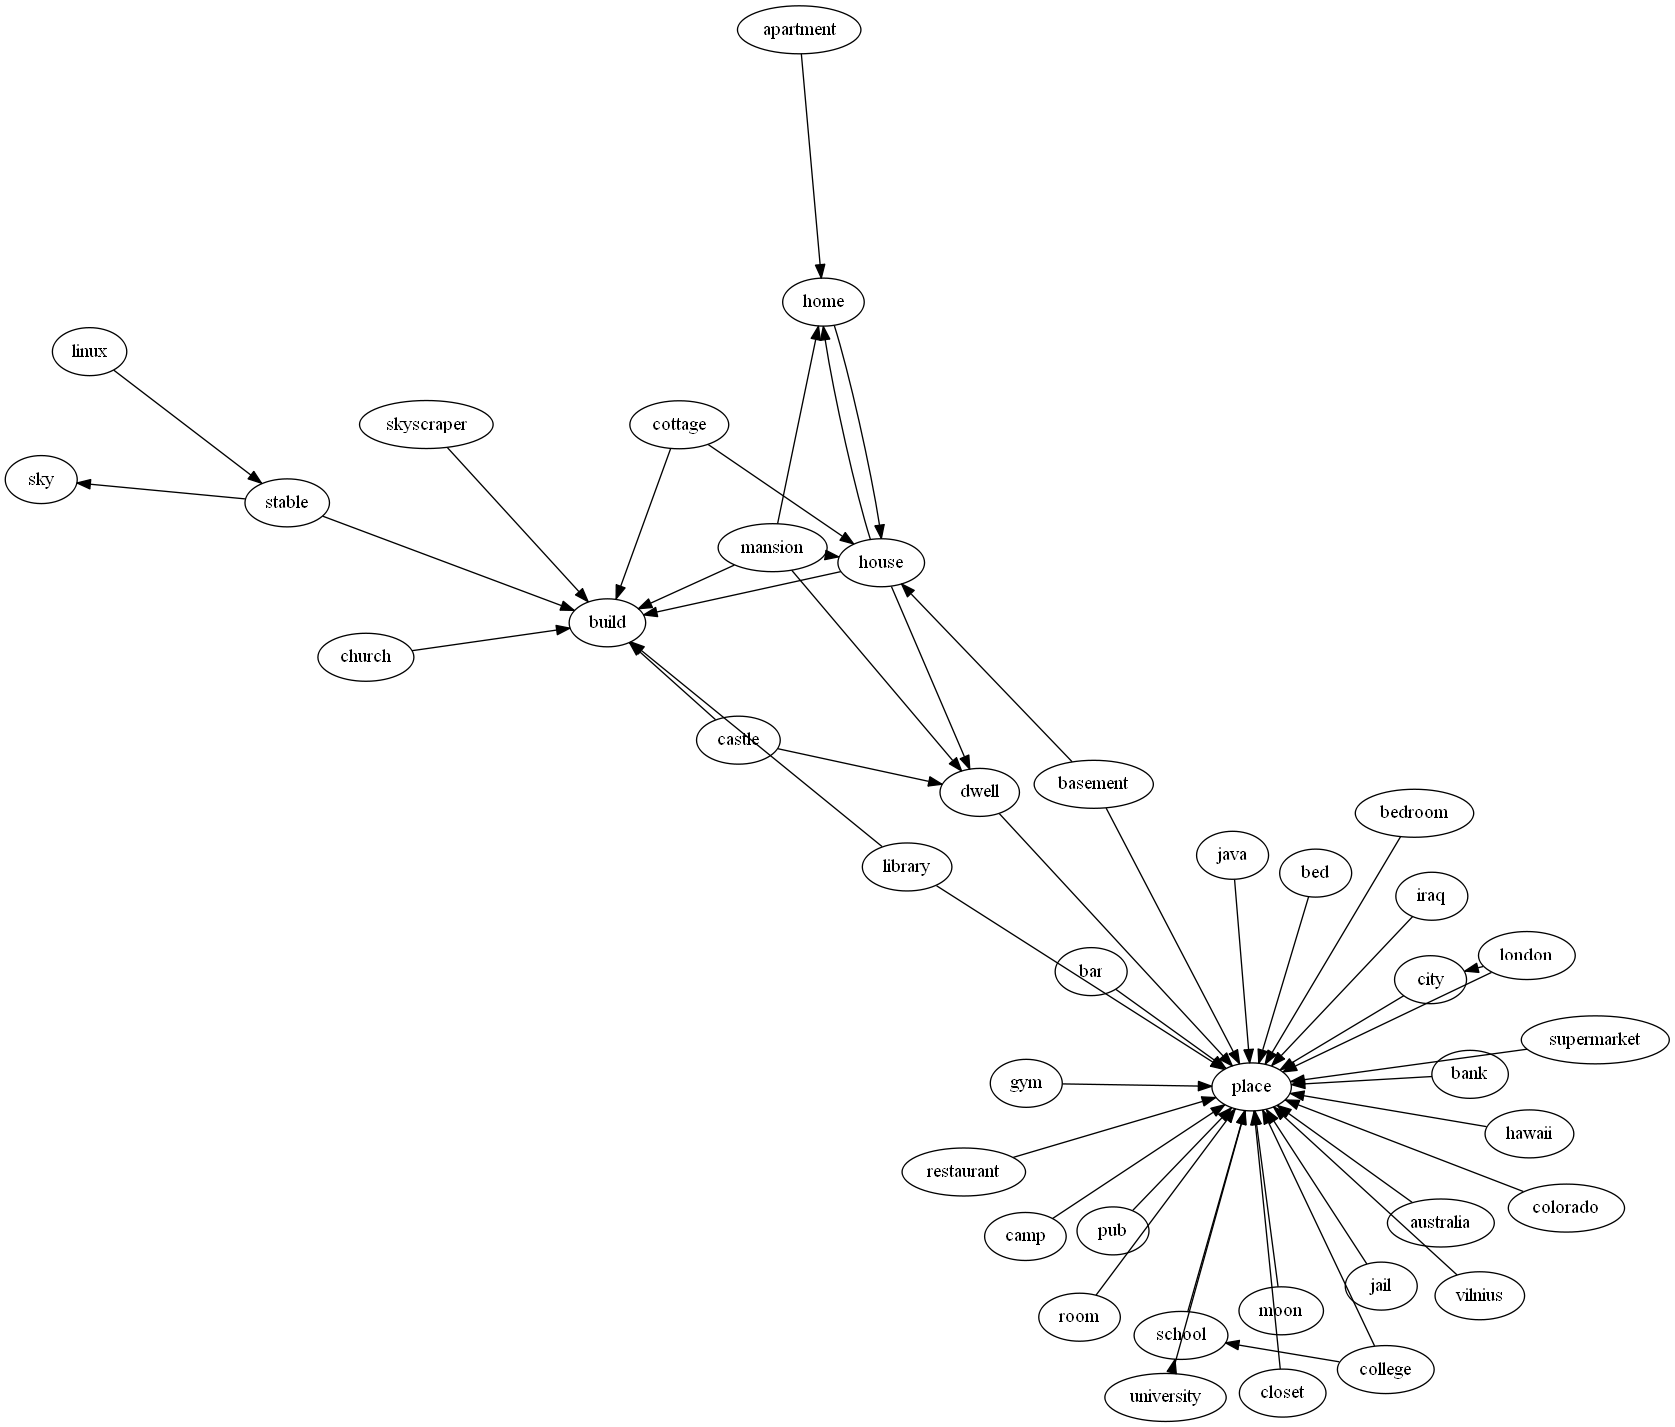 apartment
home
linux
skyscraper
cottage
sky
stable
mansion
house
build
church
castle
dwell
basement
bedroom
java
bed
library
iraq
london
bar
city
supermarket
gym
place
bank
hawaii
restaurant
colorado
camp
pub
australia
room
moon
jail
vilnius
school
college
university
closet